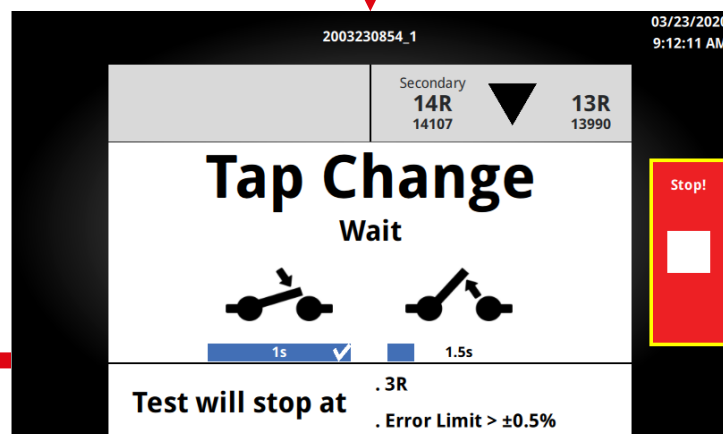 03/23/2020
2003230854_1
9:12:11 AM
Secondary
14R
13R
14107
13990
Tap Change
Stop!
Wait
1s
1.5s
. 3R
Test will stop at
. Error Limit > ±0.5%